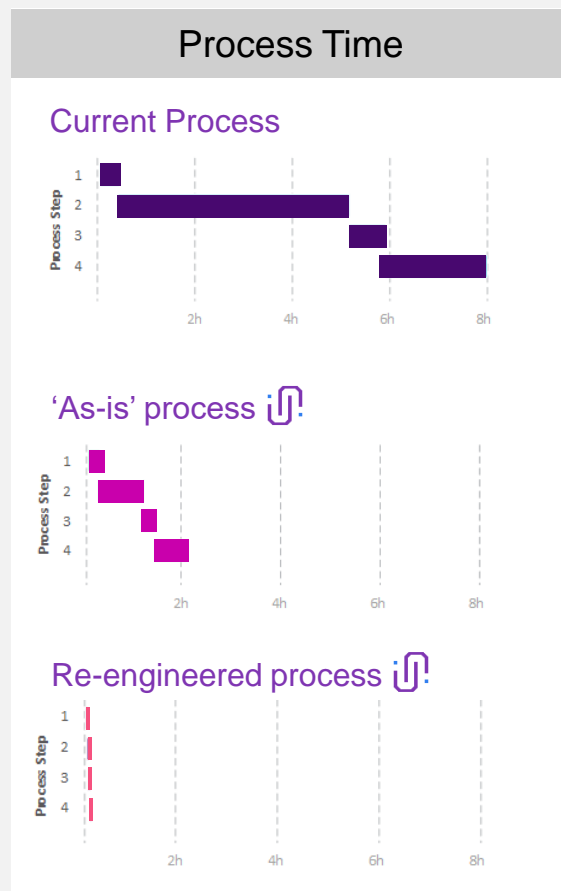 Process Time
Current Process
Process Step
1
2
3
4
2h 4h 6h 8h
‘As-is’ process
Process Step
1
2
3
4
2h 4h 6h 8h
Re-engineered process
Process Step
1
2
3
4
2h 4h 6h 8h